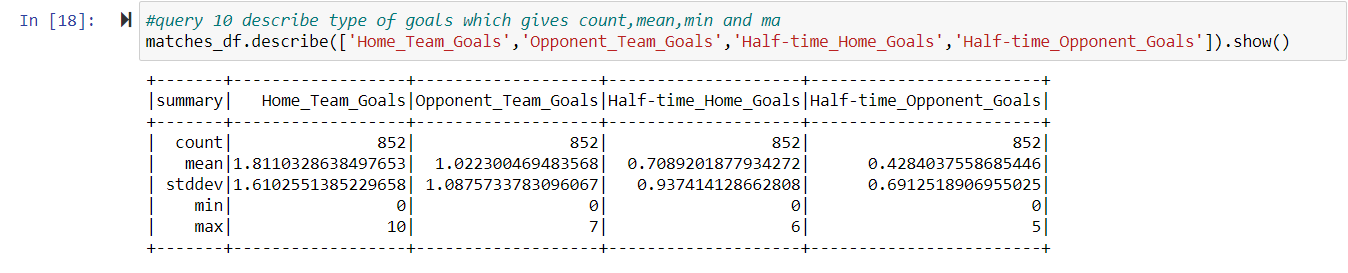 In [18]: #query 10 describe type of goals which gives count,mean,min and ma
matches_df.describe(['Home_Team_Goals','Opponent_Team_Goals','Half-time_Home_Goals','Half-time_Opponent_Goals']).show()
+-------+------------------+-------------------+--------------------+------------------------+
|summary|   Home_Team_Goals|Opponent_Team_Goals|Half-time_Home_Goals|Half-time_Opponent_Goals|
+-------+------------------+-------------------+--------------------+------------------------+
|  count|               852|                852|                 852|                     852|
|   mean|1.8110328638497653|  1.022300469483568|  0.7089201877934272|      0.4284037558685446|
| stddev|1.6102551385229658| 1.0875733783096067|   0.937414128662808|      0.6912518906955025|
|    min|                 0|                  0|                   0|                       0|
|    max|                10|                  7|                   6|                       5|
+-------+------------------+-------------------+--------------------+------------------------+